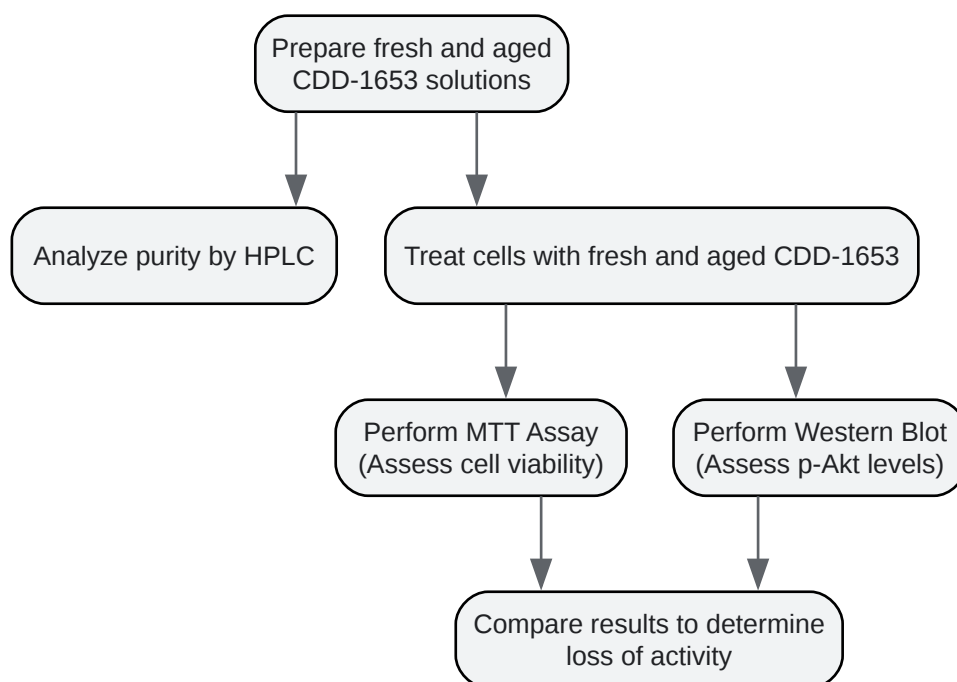 Prepare fresh and aged
CDD-1653 solutions
Analyze purity by HPLC
Treat cells with fresh and aged CDD-1653
Perform MTT Assay
(Assess cell viability)
Perform Western Blot
(Assess p-Akt levels)
Compare results to determine
loss of activity